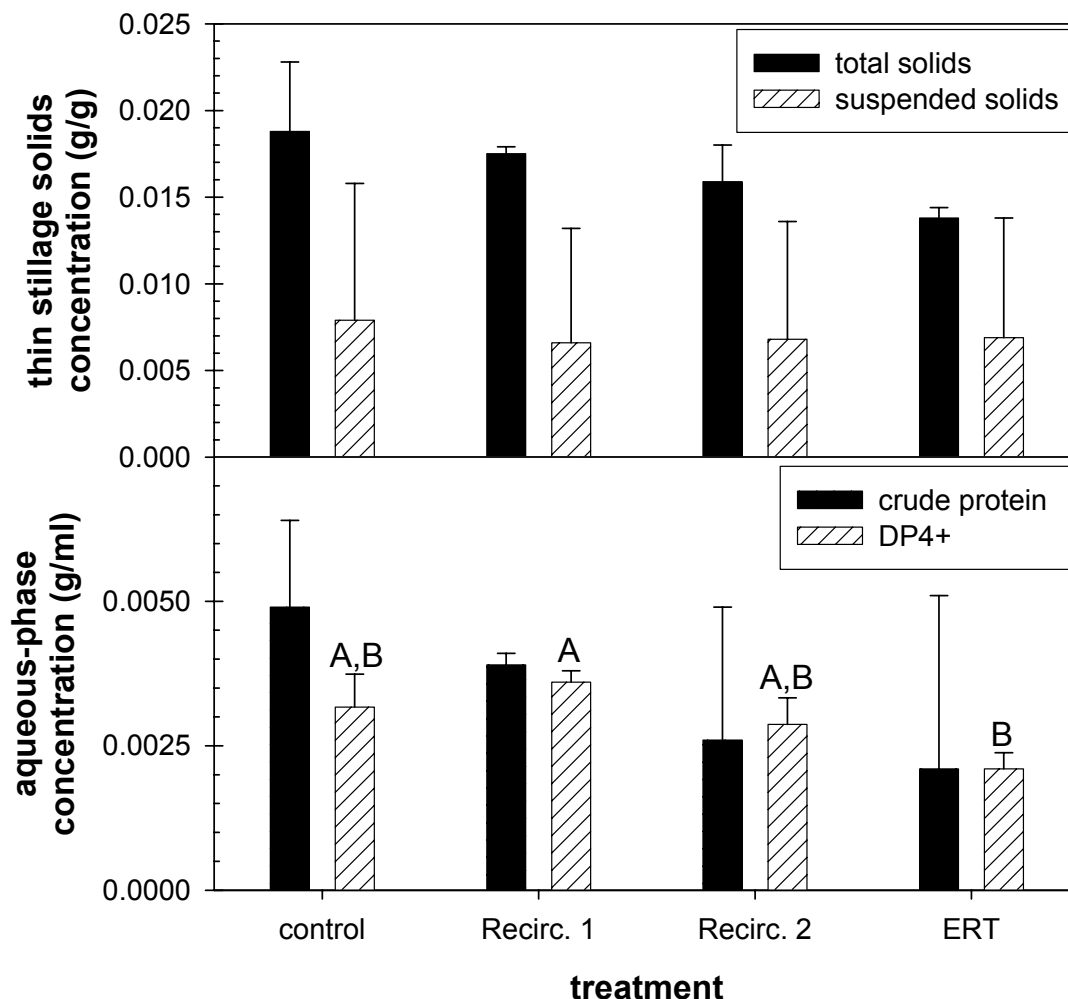 0.025
0.020
0.015
0.010
0.005
0.000
thin stillage solids
concentration (g/g)
total solids
suspended solids
0.0050
0.0025
0.0000
aqueous-phase
concentration (g/ml)
crude protein
DP4+
A,B
A
A,B
B
control
Recirc. 1
Recirc. 2
ERT
treatment